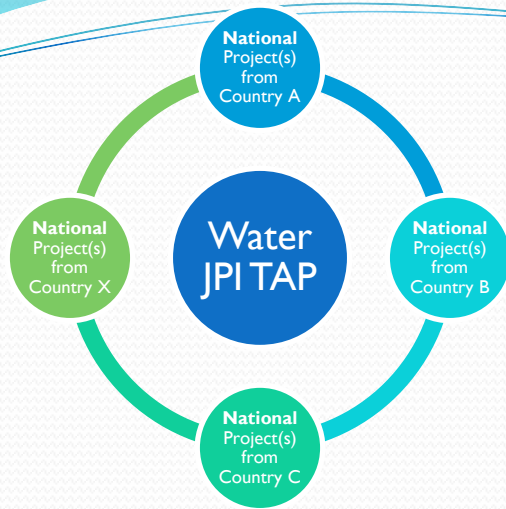 National
Project(s)
from
Country A
National
Project(s)
from
Country X
Water
JPI TAP
National
Project(s)
from
Country B
National
Project(s)
from
Country C